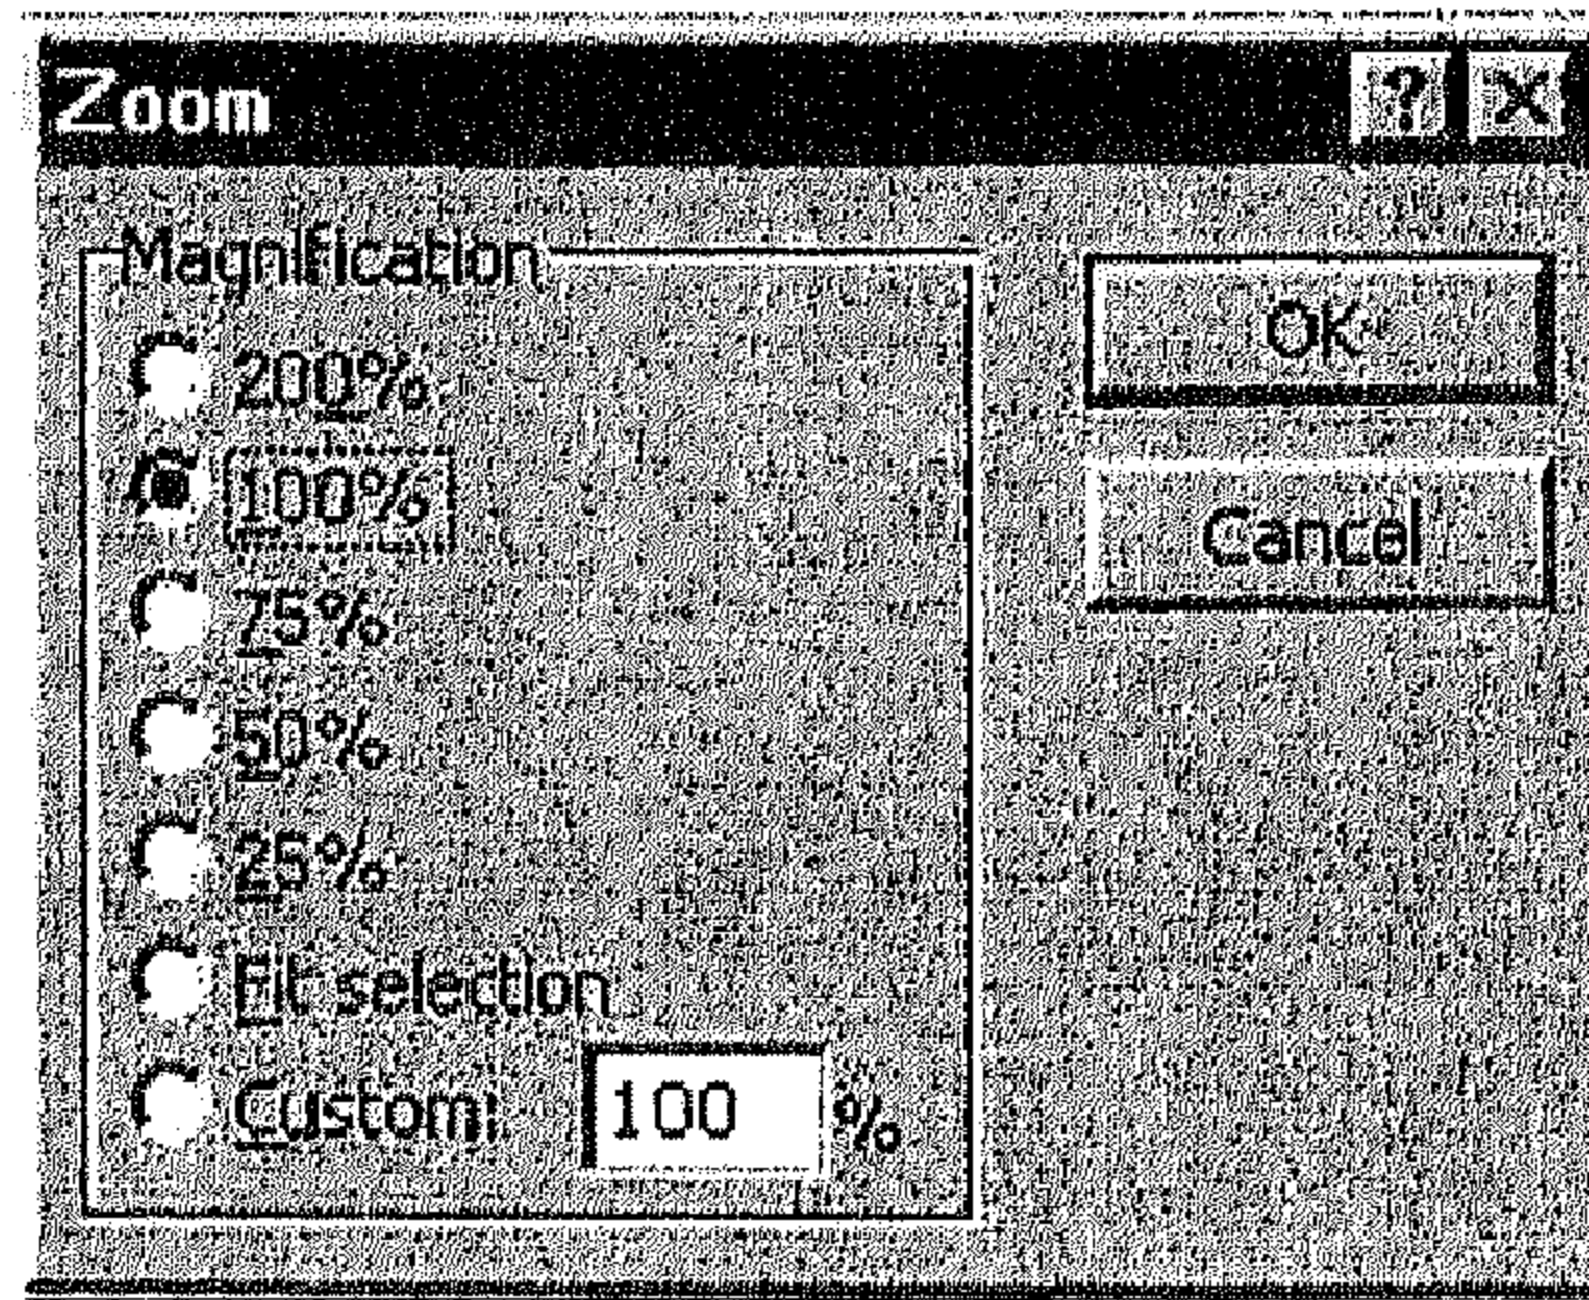 Zoom
Magnification
200%
100%
75%
50%
25%
Fit selection
Custom: 100 %
OK
Cancel